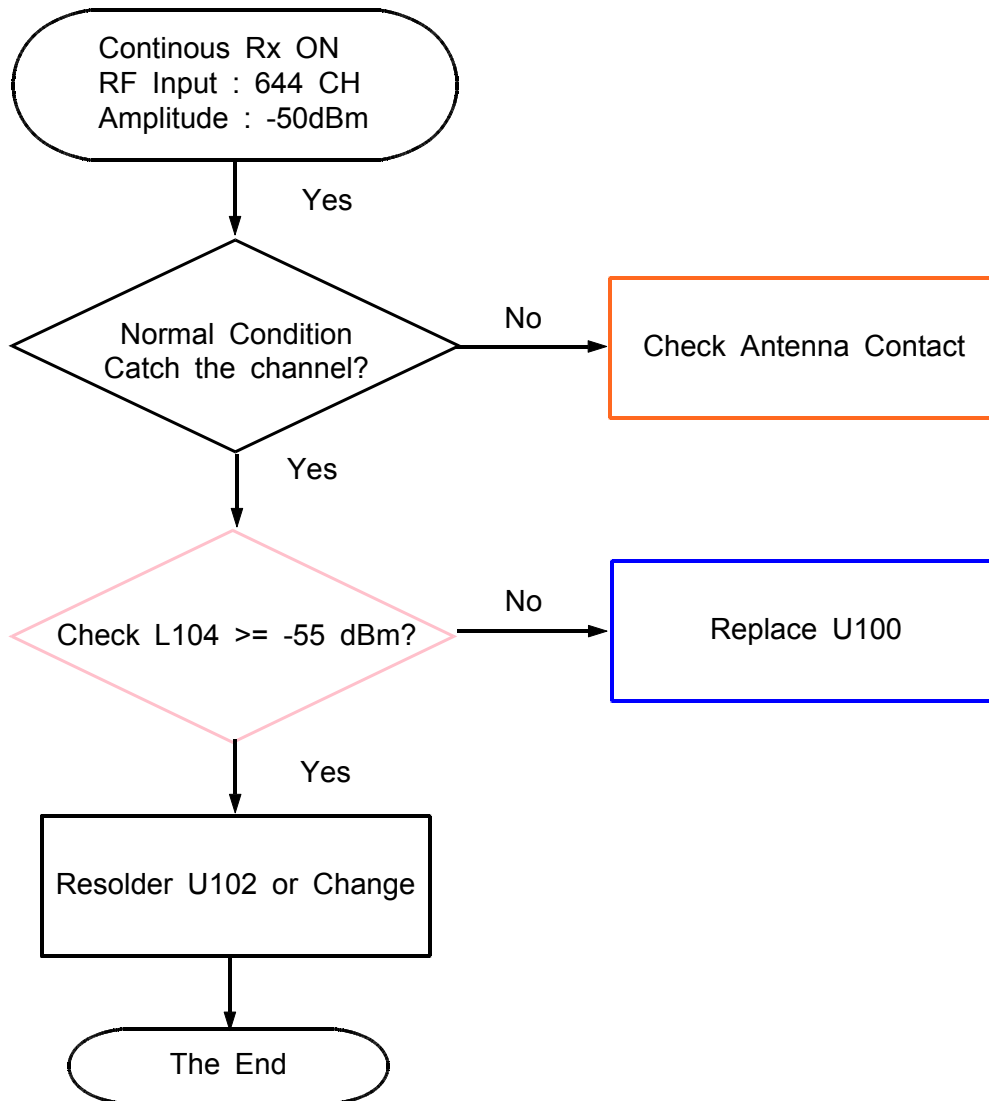 Continous Rx ON
RF Input : 644 CH
Amplitude : -50dBm
Yes
Normal Condition
Catch the channel?
No
Check Antenna Contact
Yes
Check L104 >= -55 dBm?
No
Replace U100
Yes
Resolder U102 or Change
The End